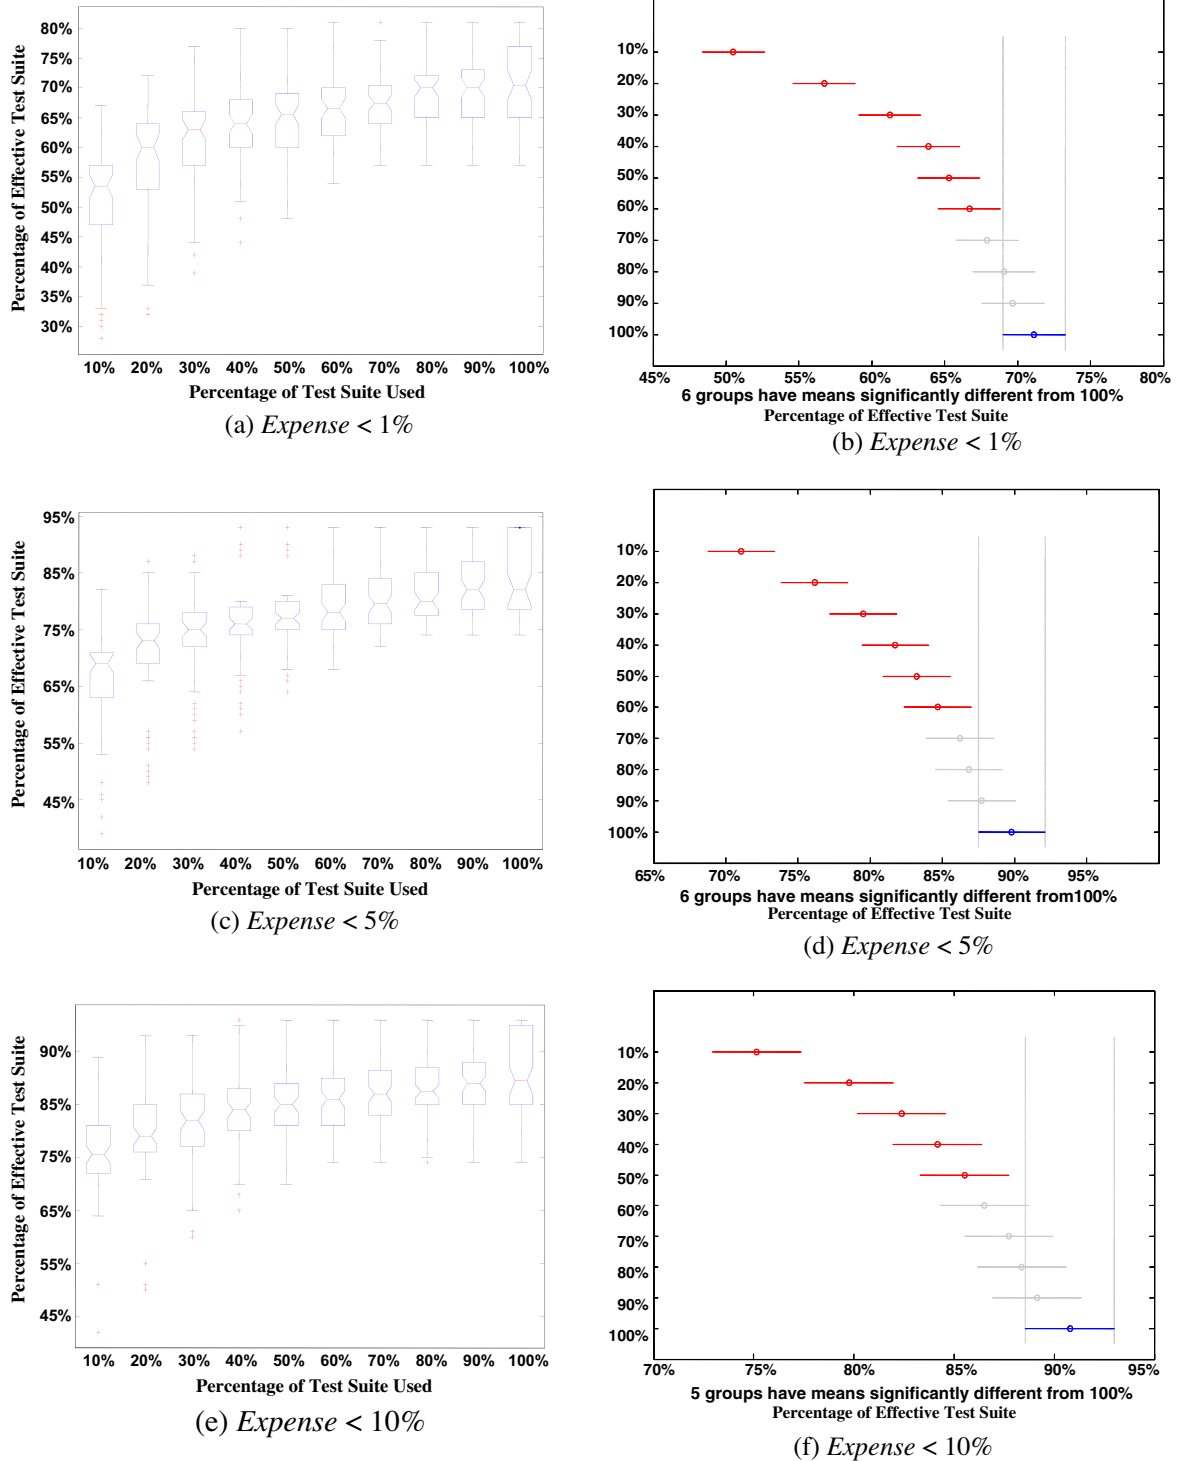 Percentage of Effective Test Suite
80%
75%
70%
65%
60%
55%
50%
45%
40%
35%
30%
10% 20% 30% 40% 50% 60% 70% 80% 90% 100%
Percentage of Test Suite Used
(a) Expense < 1%
10%
20%
30%
40%
50%
60%
70%
80%
90%
100%
45% 50% 55% 60% 65% 70% 75% 80%
6 groups have means significantly different from 100%
Percentage of Effective Test Suite
(b) Expense < 1%
Percentage of Effective Test Suite
95%
85%
75%
65%
55%
45%
10% 20% 30% 40% 50% 60% 70% 80% 90% 100%
Percentage of Test Suite Used
(c) Expense < 5%
10%
20%
30%
40%
50%
60%
70%
80%
90%
100%
65% 70% 75% 80% 85% 90% 95%
6 groups have means significantly different from100%
Percentage of Effective Test Suite
(d) Expense < 5%
Percentage of Effective Test Suite
90%
85%
75%
65%
55%
45%
10% 20% 30% 40% 50% 60% 70% 80% 90% 100%
Percentage of Test Suite Used
(e) Expense < 10%
10%
20%
30%
40%
50%
60%
70%
80%
90%
100%
70% 75% 80% 85% 90% 95%
5 groups have means significantly different from 100%
Percentage of Effective Test Suite
(f) Expense < 10%